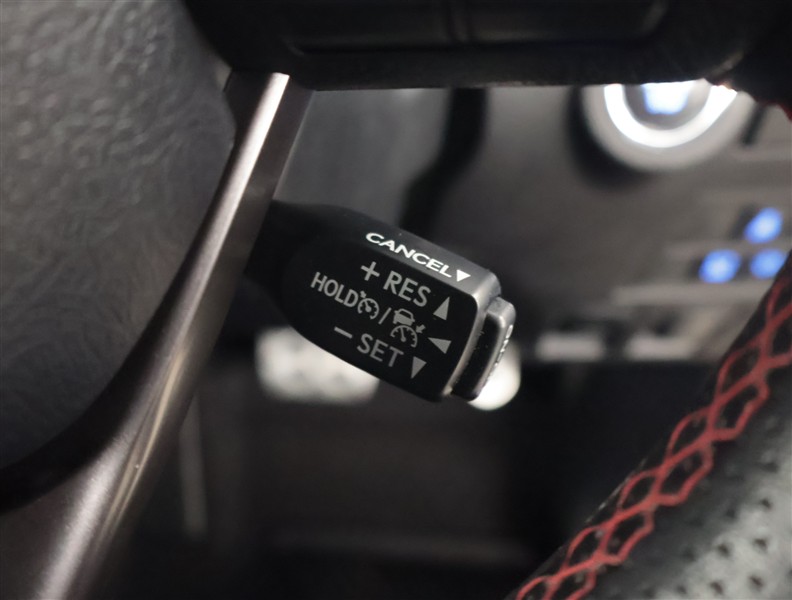 CANCEL▼
+ RES ▲
HOLD /
− SET ▼